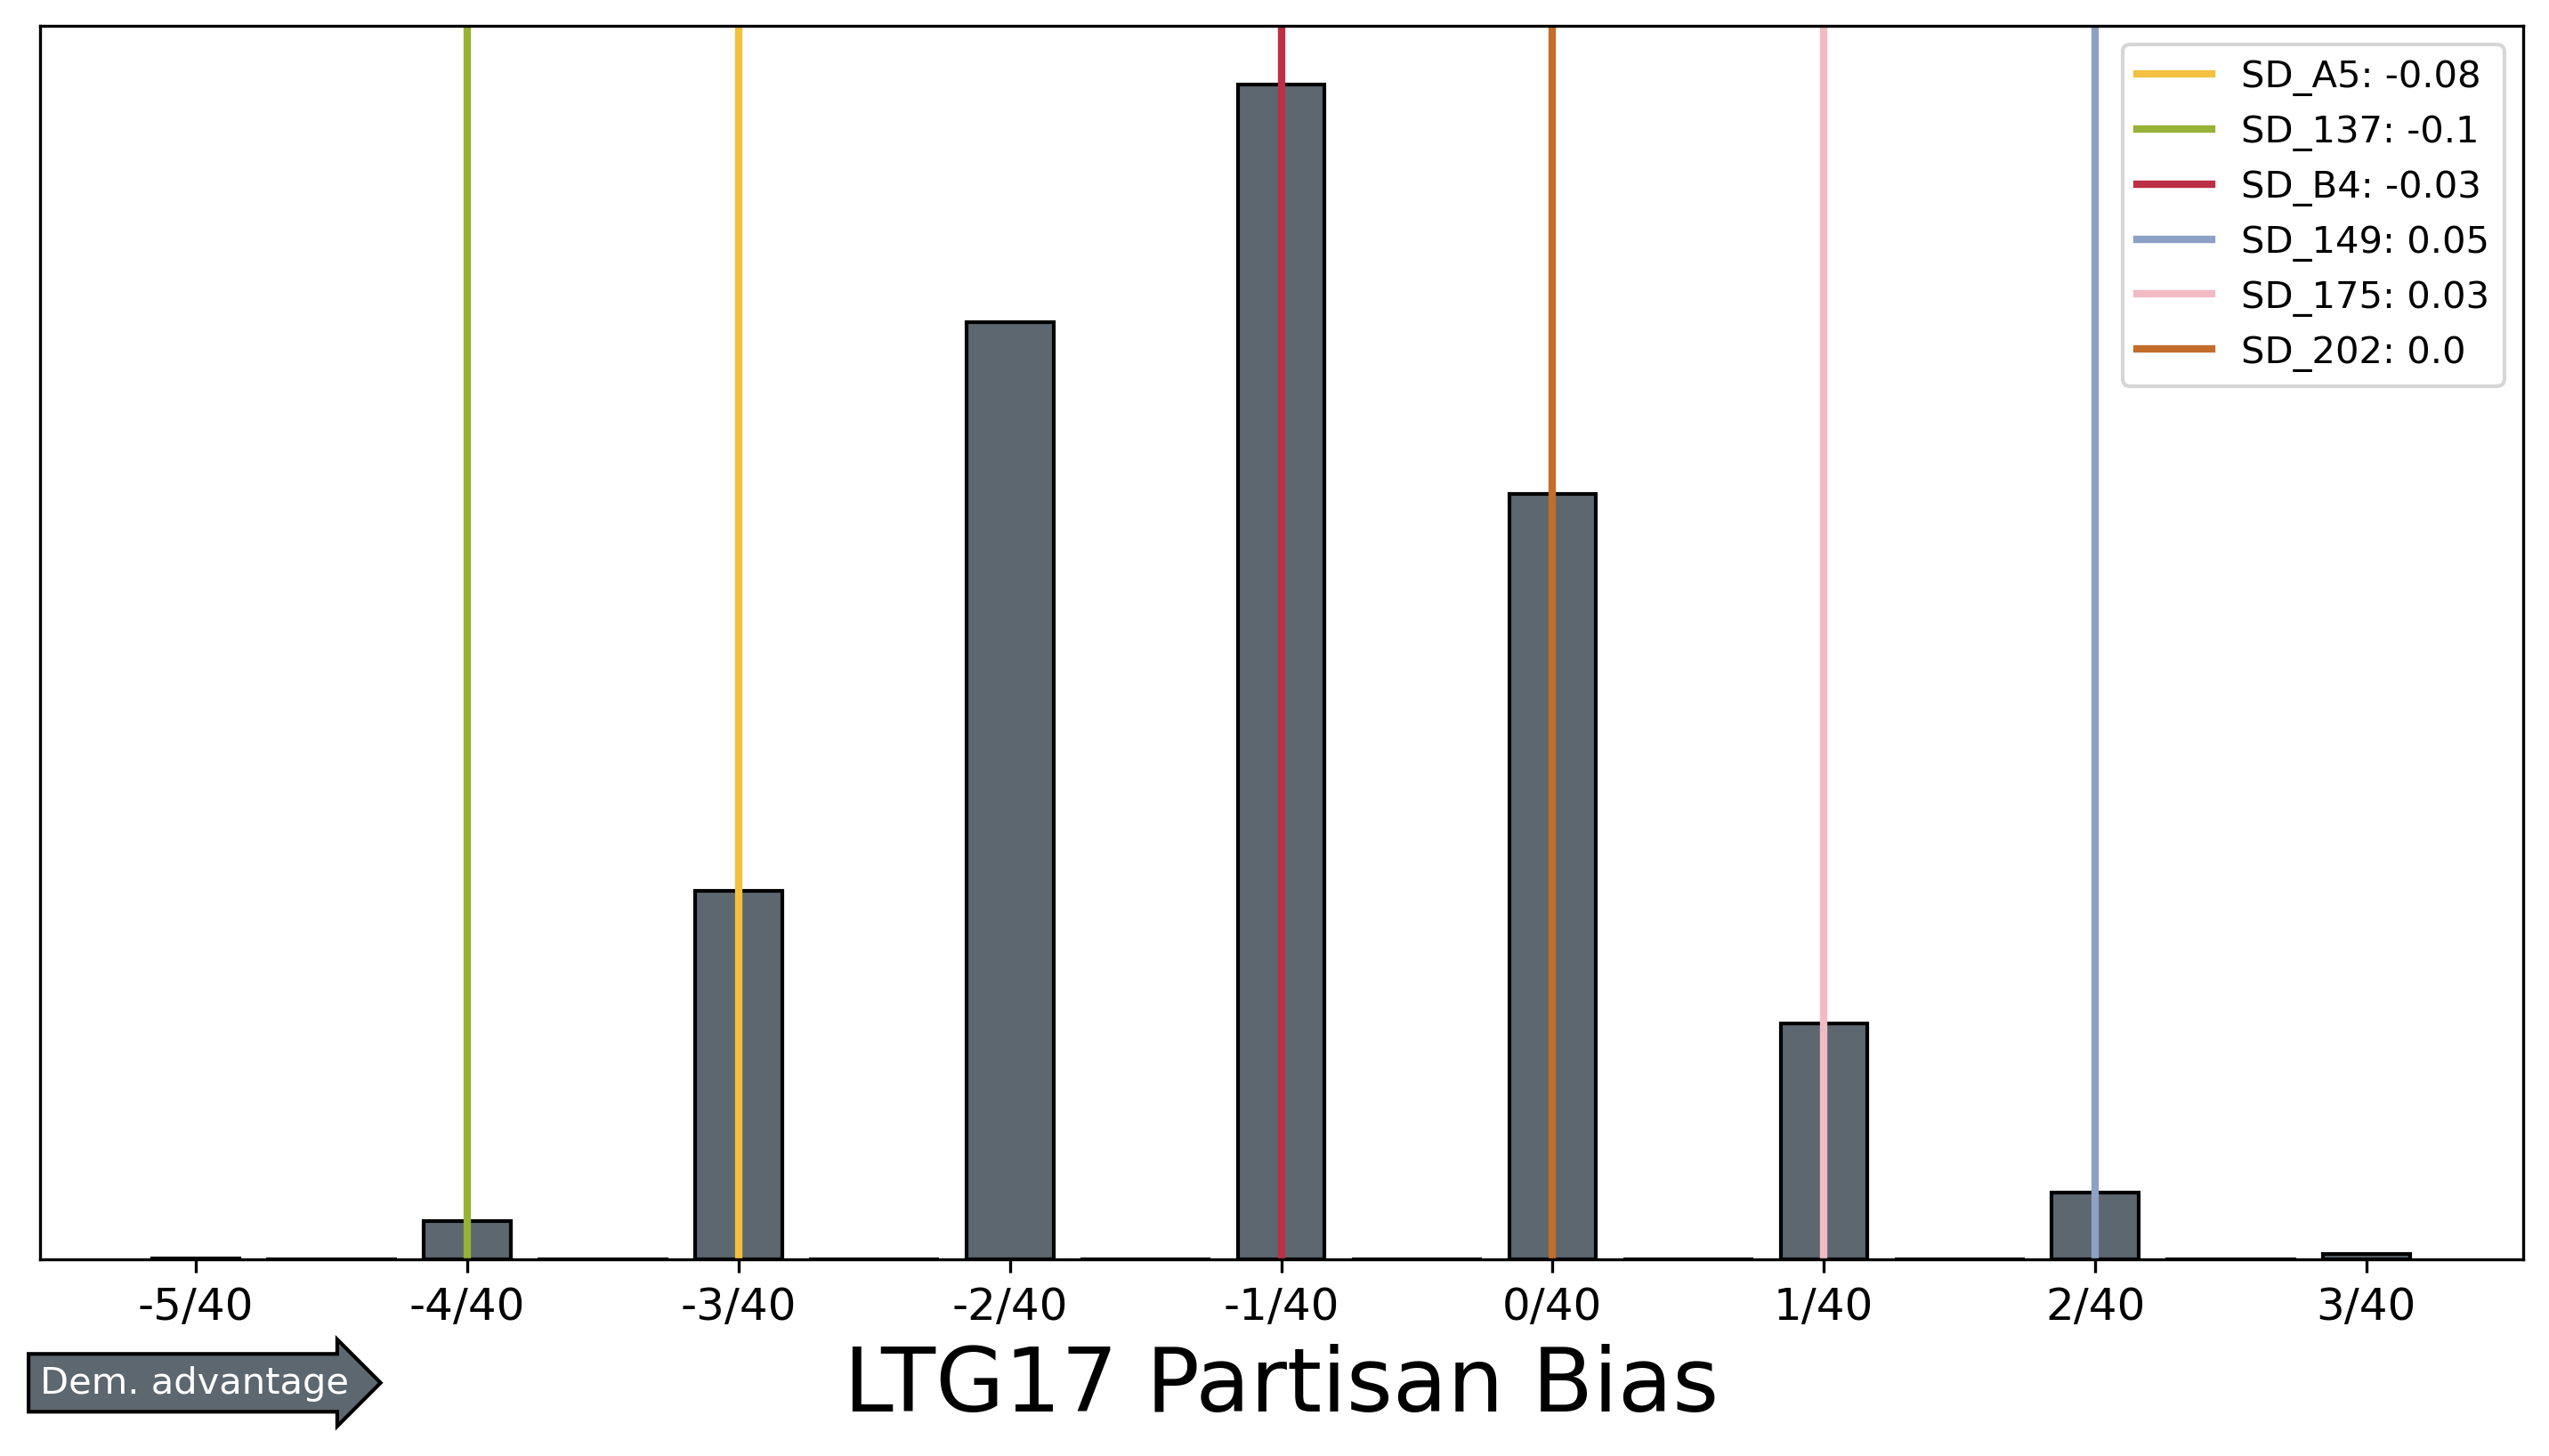 SD_A5: -0.08
SD_137: -0.1
SD_B4: -0.03
SD_149: 0.05
SD_175: 0.03
SD_202: 0.0
-5/40 -4/40 -3/40 -2/40 -1/40 0/40 1/40 2/40 3/40
Dem. advantage
LTG17 Partisan Bias